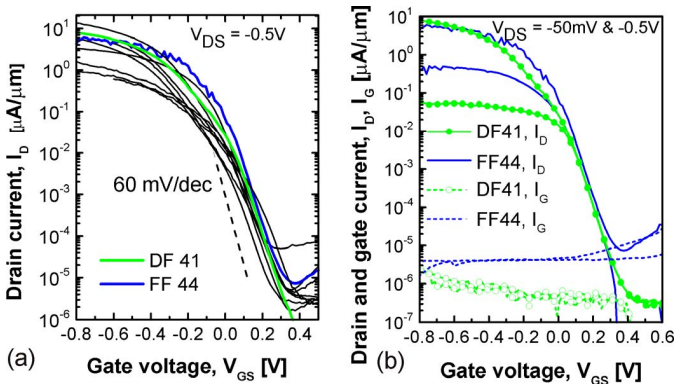 (a)
V_DS = -0.5V
Drain current, I_D [μA/μm]
10^1
10^0
10^-1
10^-2
10^-3
10^-4
10^-5
10^-6
60 mV/dec
DF 41
FF 44
-0.8 -0.6 -0.4 -0.2 0.0 0.2 0.4
Gate voltage, V_GS [V]
V_DS = -50mV & -0.5V
Drain and gate current, I_D, I_G [μA/μm]
10^1
10^0
10^-1
10^-2
10^-3
10^-4
10^-5
10^-6
10^-7
DF41, I_D
FF44, I_D
DF41, I_G
FF44, I_G
-0.8 -0.6 -0.4 -0.2 0.0 0.2 0.4 0.6
(b)
Gate voltage, V_GS [V]